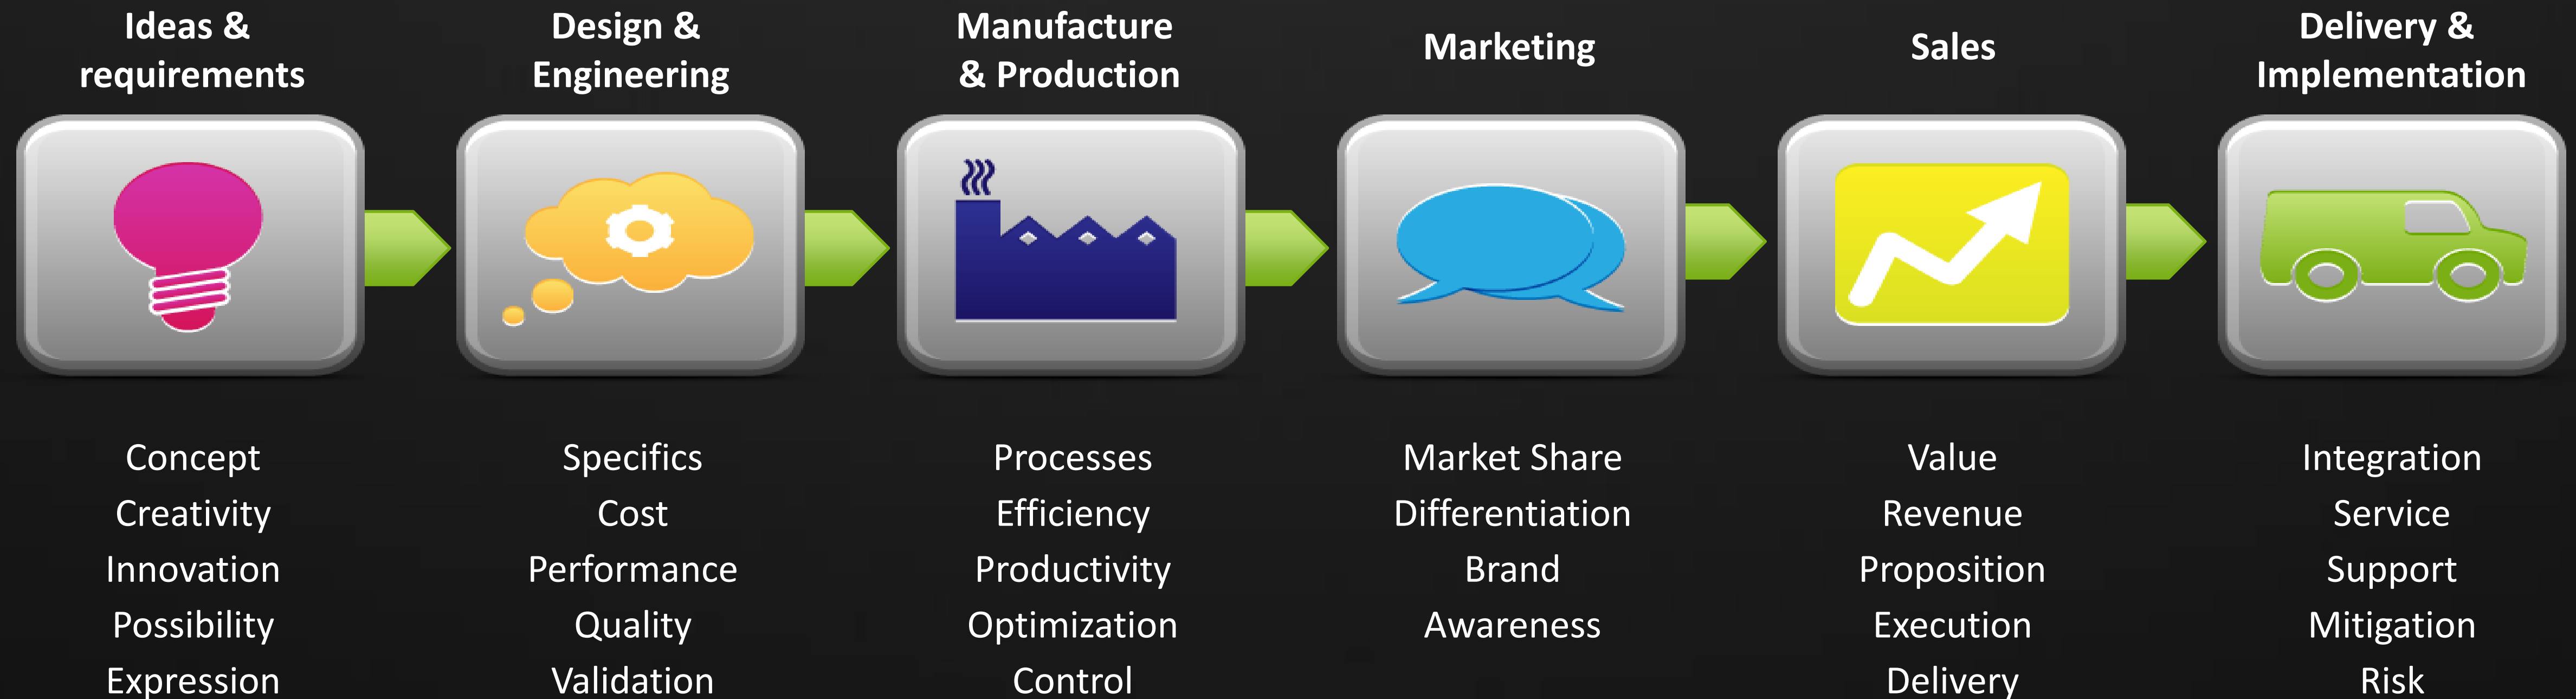 Ideas &
requirements
Design &
Engineering
Manufacture
& Production
Marketing
Sales
Delivery &
Implementation
Concept
Creativity
Innovation
Possibility
Expression
Specifics
Cost
Performance
Quality
Validation
Processes
Efficiency
Productivity
Optimization
Control
Market Share
Differentiation
Brand
Awareness
Value
Revenue
Proposition
Execution
Delivery
Integration
Service
Support
Mitigation
Risk